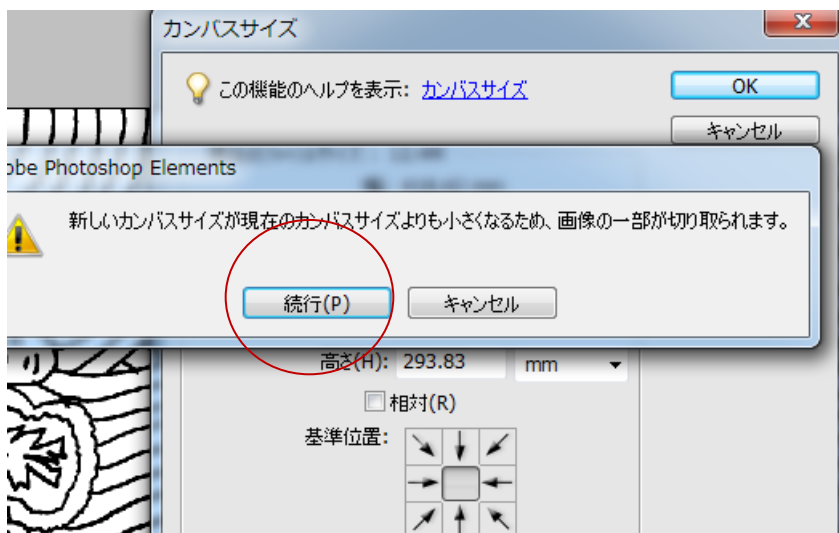 カンバスサイズ
この機能のヘルプを表示: カンバスサイズ
OK
キャンセル
obe Photoshop Elements
新しいカンバスサイズが現在のカンバスサイズよりも小さくなるため、画像の一部が切り取られます。
続行(P)
キャンセル
高さ(H): 293.83 mm
相対(R)
基準位置: